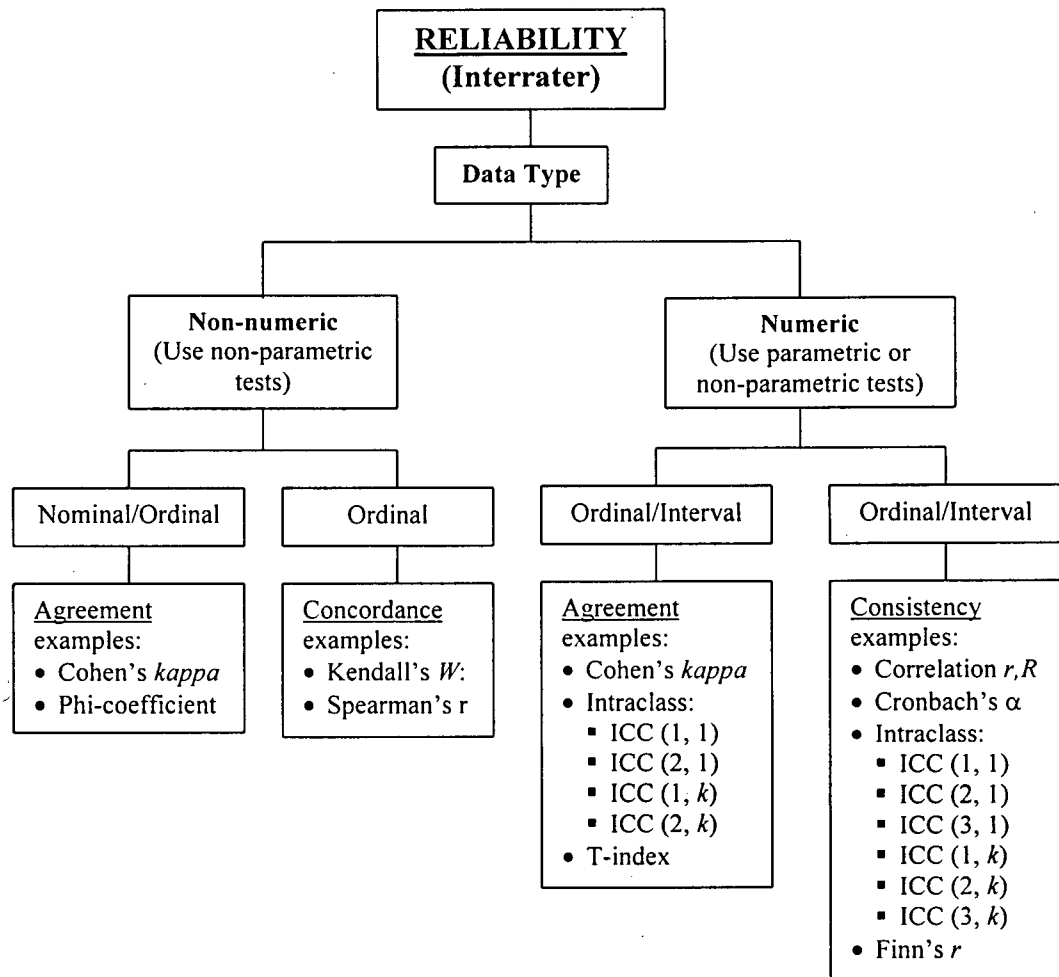 RELIABILITY
(Interrater)
Data Type
Non-numeric
(Use non-parametric
tests)
Numeric
(Use parametric or
non-parametric tests)
Nominal/Ordinal
Ordinal
Ordinal/Interval
Ordinal/Interval
Agreement
examples:
• Cohen's kappa
• Phi-coefficient
Concordance
examples:
• Kendall's W:
• Spearman's r
Agreement
examples:
• Cohen's kappa
• Intraclass:
▪ ICC (1, 1)
▪ ICC (2, 1)
▪ ICC (1, k)
▪ ICC (2, k)
• T-index
Consistency
examples:
• Correlation r,R
• Cronbach's α
• Intraclass:
▪ ICC (1, 1)
▪ ICC (2, 1)
▪ ICC (3, 1)
▪ ICC (1, k)
▪ ICC (2, k)
▪ ICC (3, k)
• Finn's r